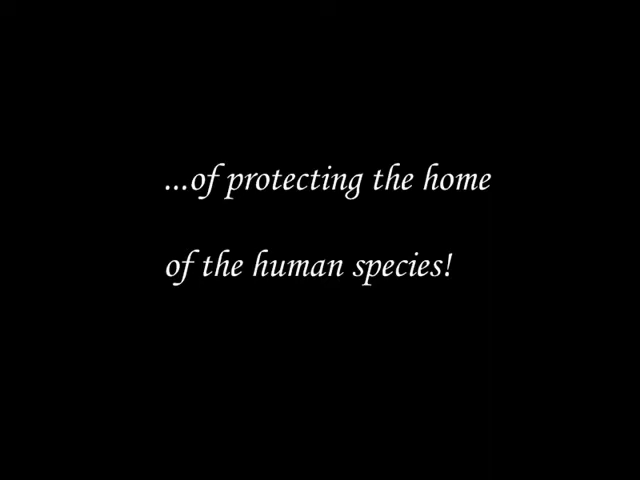 ...of protecting the home
of the human species!